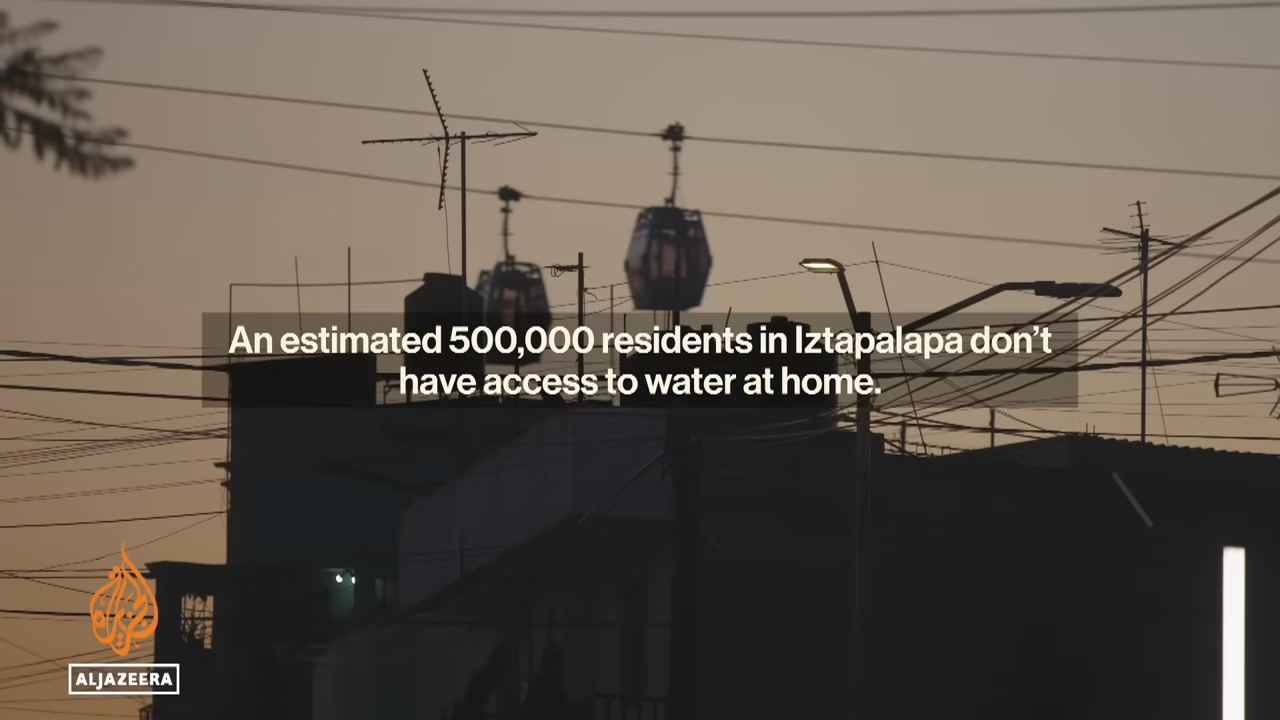 An estimated 500,000 residents in Iztapalapa don’t
have access to water at home.
ALJAZEERA